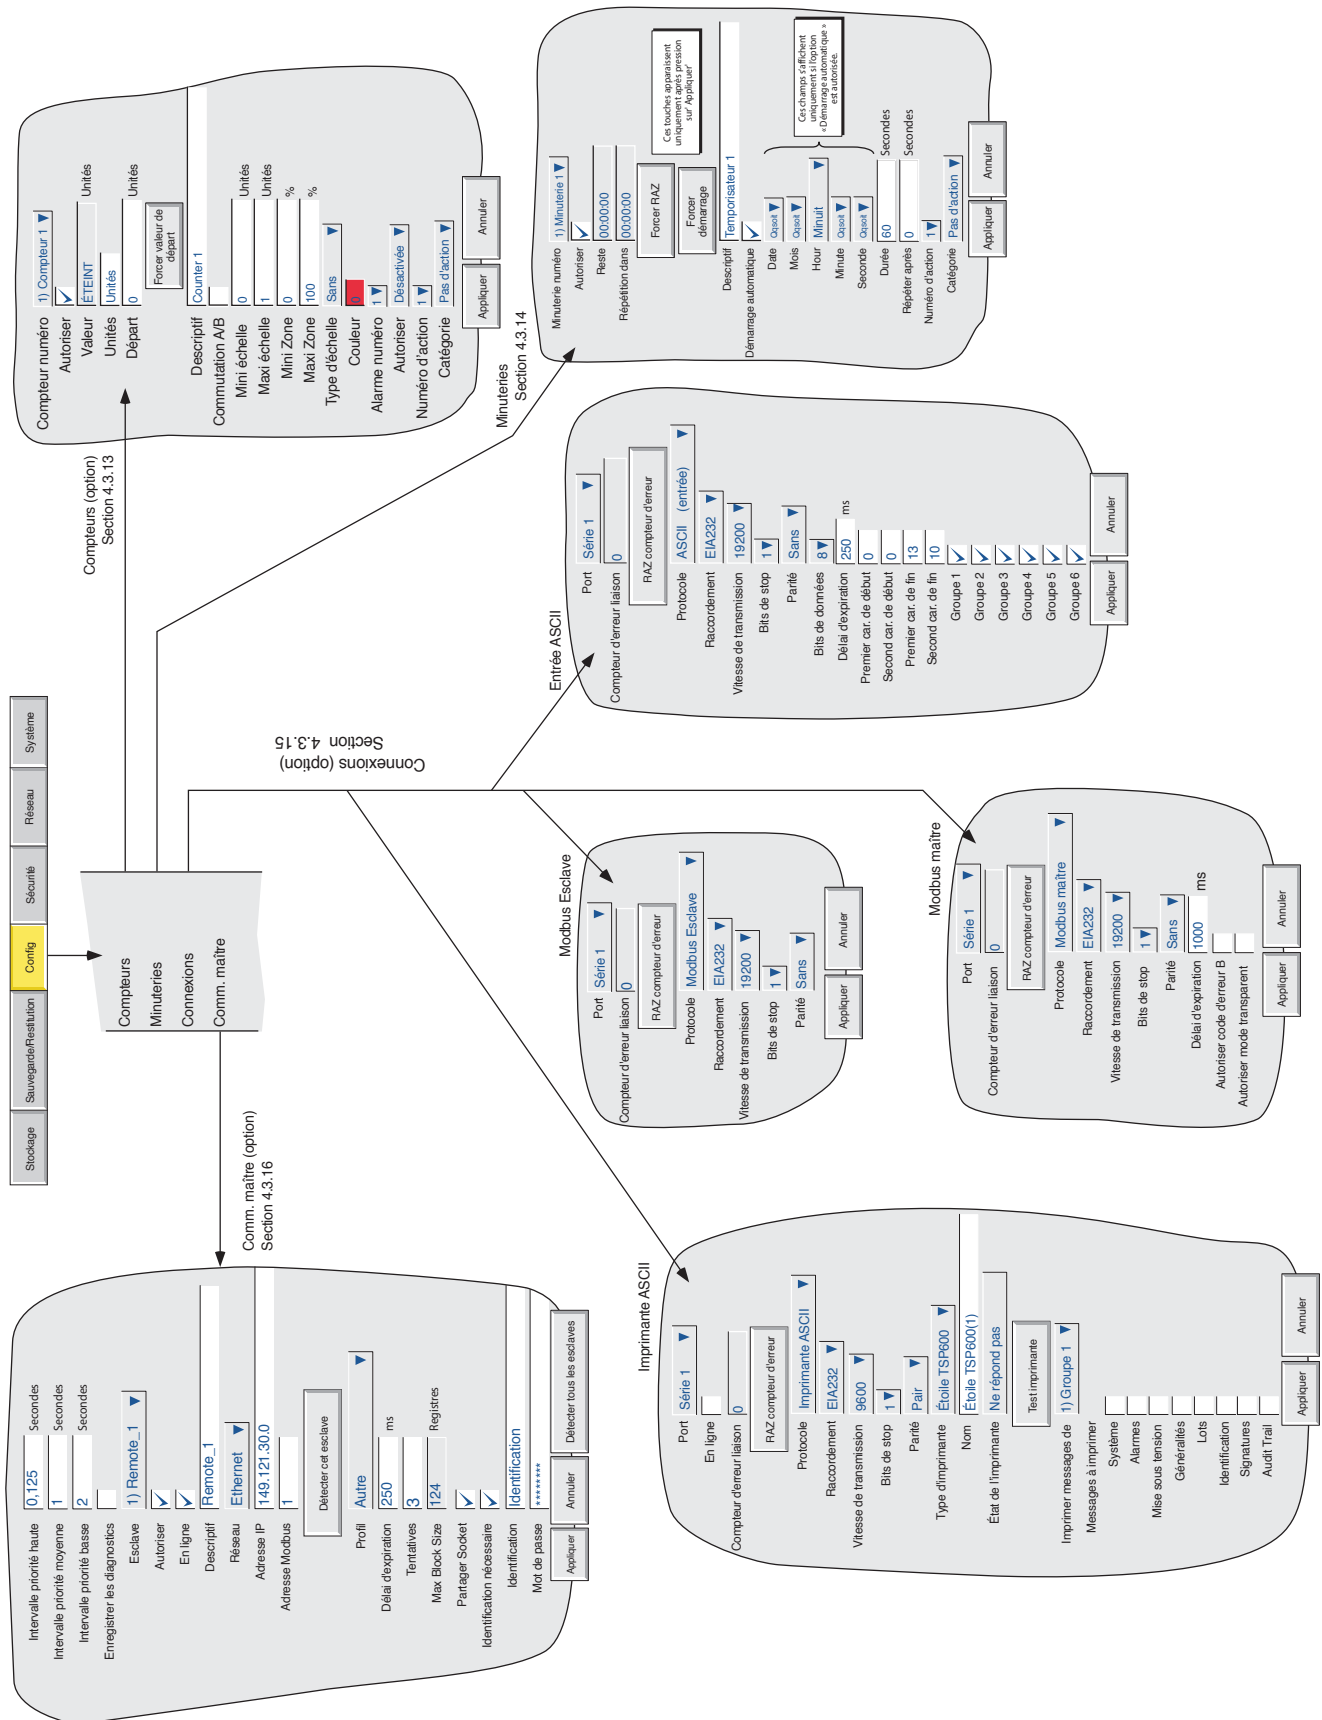 Stockage
Sauvegarde/Restitution
Config
Sécurité
Réseau
Système
Compteurs
Minuteries
Connexions
Comm. maître
Comm. maître (option)
Section 4.3.16
Intervalle priorité haute 0,125 Secondes
Intervalle priorité moyenne 1 Secondes
Intervalle priorité basse 2 Secondes
Enregistrer les diagnostics
Esclave 1) Remote_1
Autoriser
En ligne
Descriptif Remote_1
Réseau Ethernet
Adresse IP 149.121.30.0
Adresse Modbus 1
Détecter cet esclave
Profil Autre
Délai d'expiration 250 ms
Tentatives 3
Max Block Size 124 Registres
Partager Socket
Identification nécessaire
Identification Identification
Mot de passe ********
Appliquer Annuler Détecter tous les esclaves
Compteurs (option)
Section 4.3.13
Compteur numéro 1) Compteur 1
Autoriser
Valeur ÉTEINT Unités
Unités Unités
Départ 0 Unités
Forcer valeur de
départ
Descriptif Counter 1
Commutation A/B
Mini échelle 0 Unités
Maxi échelle 1 Unités
Mini Zone 0 %
Maxi Zone 100 %
Type d'échelle Sans
Couleur 0
Alarme numéro 1
Autoriser Désactivée
Numéro d'action 1
Catégorie Pas d'action
Appliquer Annuler
Minuteries
Section 4.3.14
Minuterie numéro 1) Minuterie 1
Autoriser
Reste 00:00:00
Répétition dans 00:00:00
Forcer RAZ
Forcer
démarrage
Ces touches apparaissent
uniquement après pression
sur 'Appliquer'
Descriptif Temporisateur 1
Démarrage automatique
Date Qqsoit
Mois Qqsoit
Hour Minuit
Minute Qqsoit
Seconde Qqsoit
Ces champs s'affichent
uniquement si l'option
« Démarrage automatique »
est autorisée.
Durée 60 Secondes
Répéter après 0 Secondes
Numéro d'action 1
Catégorie Pas d'action
Appliquer Annuler
Connexions (option)
Section 4.3.15
Imprimante ASCII
Port Série 1
En ligne
Compteur d'erreur liaison 0
RAZ compteur d'erreur
Protocole Imprimante ASCII
Raccordement EIA232
Vitesse de transmission 9600
Bits de stop 1
Parité Pair
Type d'imprimante Étoile TSP600
Nom Étoile TSP600(1)
État de l'imprimante Ne répond pas
Test imprimante
Imprimer messages de 1) Groupe 1
Messages à imprimer
Système
Alarmes
Mise sous tension
Généralités
Lots
Identification
Signatures
Audit Trail
Appliquer Annuler
Modbus Esclave
Port Série 1
Compteur d'erreur liaison 0
RAZ compteur d'erreur
Protocole Modbus Esclave
Raccordement EIA232
Vitesse de transmission 19200
Bits de stop 1
Parité Sans
Appliquer Annuler
Entrée ASCII
Port Série 1
Compteur d'erreur liaison 0
RAZ compteur d'erreur
Protocole ASCII (entrée)
Raccordement EIA232
Vitesse de transmission 19200
Bits de stop 1
Parité Sans
Bits de données 8
Délai d'expiration 250 ms
Premier car. de début 0
Second car. de début 0
Premier car. de fin 13
Second car. de fin 10
Groupe 1
Groupe 2
Groupe 3
Groupe 4
Groupe 5
Groupe 6
Appliquer Annuler
Modbus maître
Port Série 1
Compteur d'erreur liaison 0
RAZ compteur d'erreur
Protocole Modbus maître
Raccordement EIA232
Vitesse de transmission 19200
Bits de stop 1
Parité Sans
Délai d'expiration 1000 ms
Autoriser code d'erreur B
Autoriser mode transparent
Appliquer Annuler